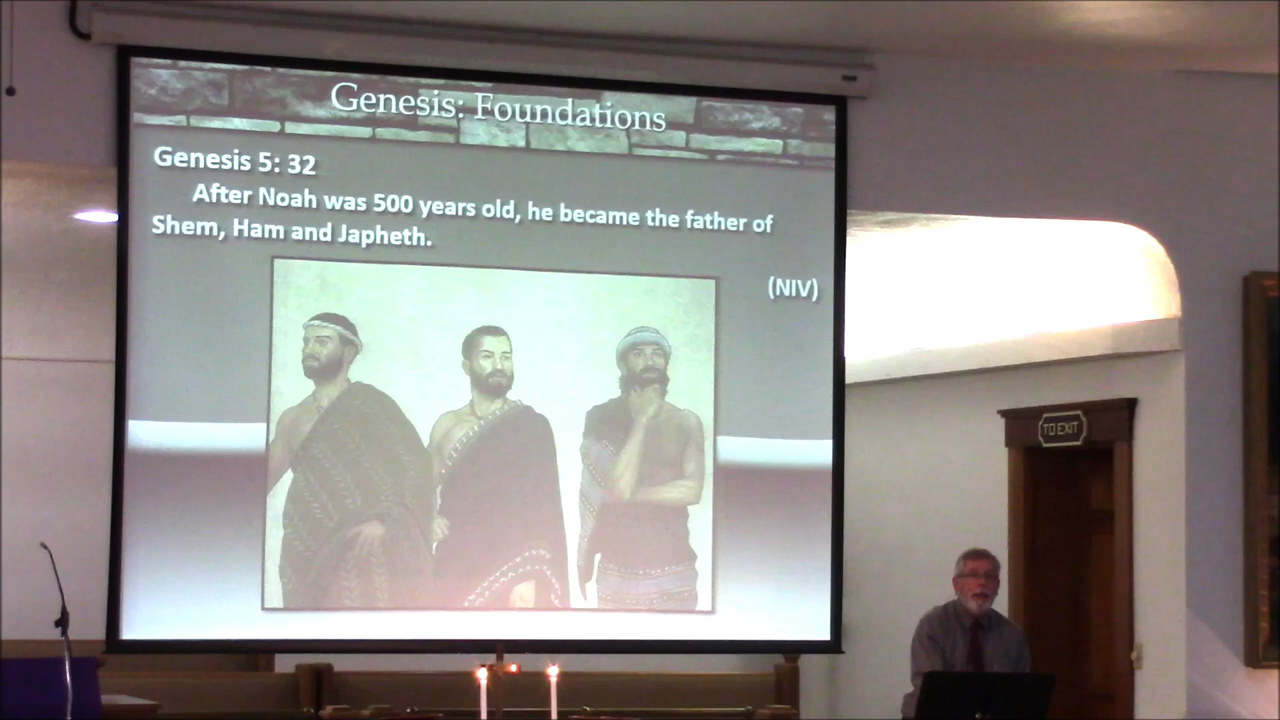 Genesis: Foundations
Genesis 5: 32
After Noah was 500 years old, he became the father of
Shem, Ham and Japheth.
(NIV)
TO EXIT